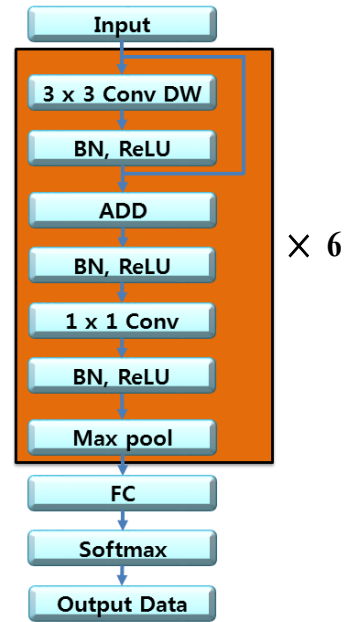 Input
3 x 3 Conv DW
BN, ReLU
ADD
BN, ReLU
× 6
1 x 1 Conv
BN, ReLU
Max pool
FC
Softmax
Output Data